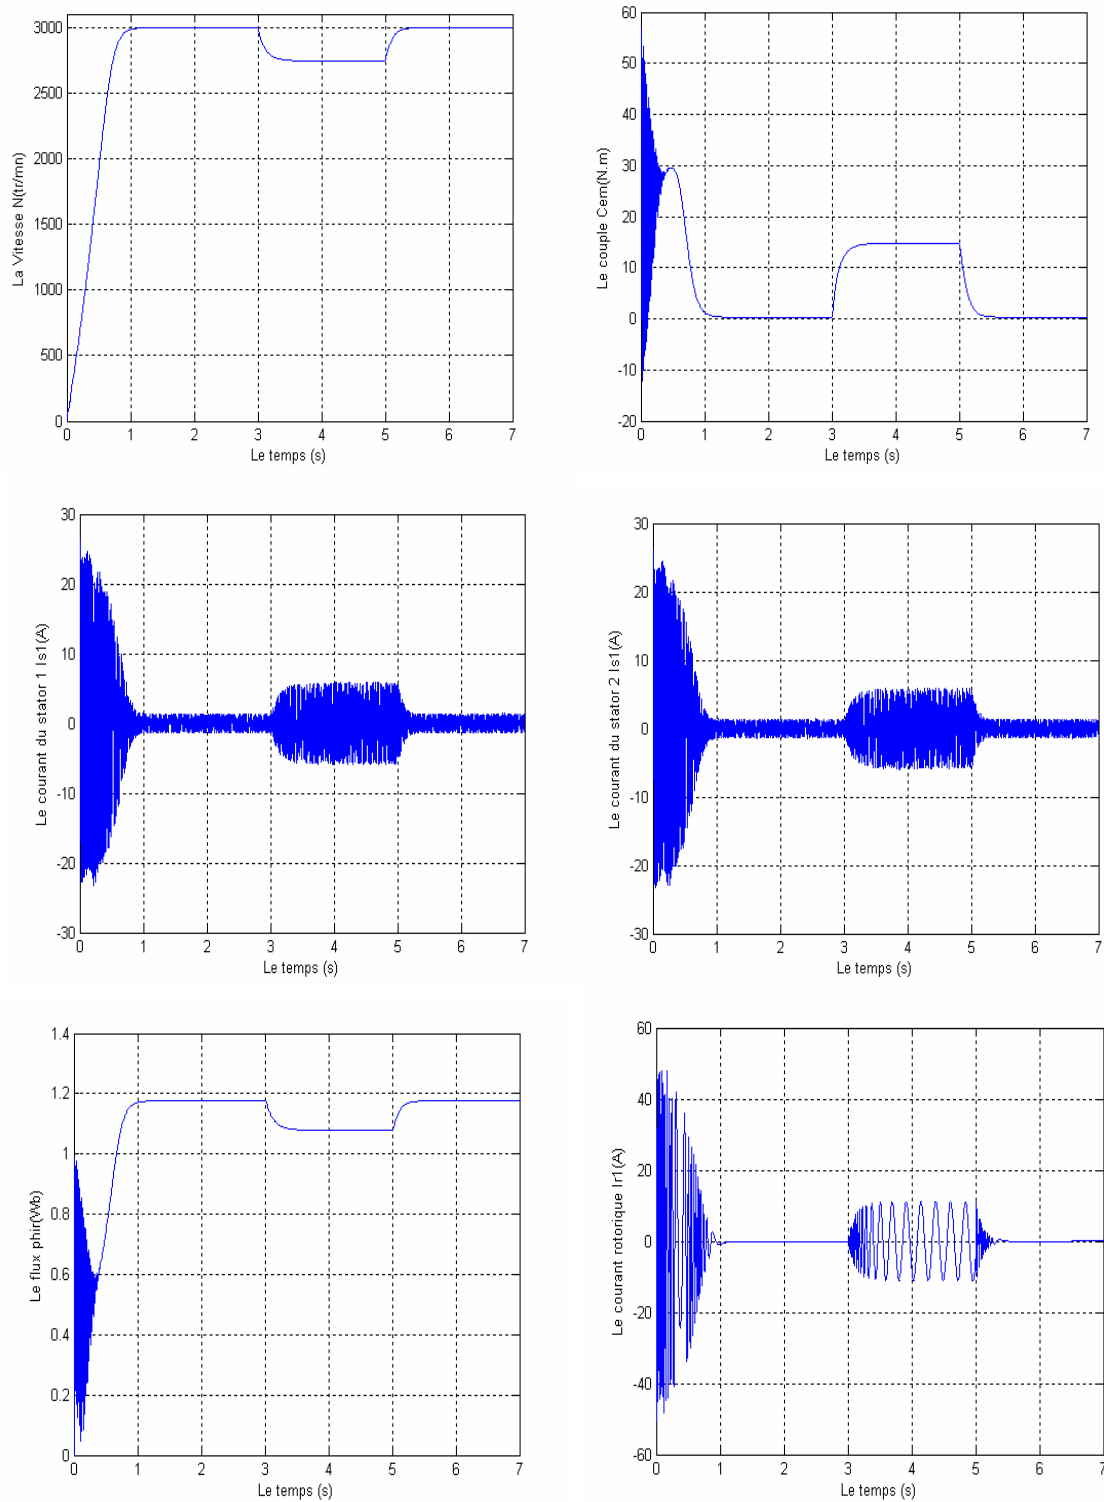 3000
2500
2000
1500
1000
500
0
0 1 2 3 4 5 6 7
La Vitesse N(tr/mn)
Le temps (s)
60
50
40
30
20
10
0
-10
-20
0 1 2 3 4 5 6 7
Le couple Cem(N.m)
Le temps (s)
30
20
10
0
-10
-20
-30
0 1 2 3 4 5 6 7
Le courant du stator 1 Is1(A)
Le temps (s)
30
20
10
0
-10
-20
-30
0 1 2 3 4 5 6 7
Le courant du stator 2 Is1(A)
Le temps (s)
1.4
1.2
1
0.8
0.6
0.4
0.2
0
0 1 2 3 4 5 6 7
Le flux phir(Wb)
Le temps (s)
60
40
20
0
-20
-40
-60
0 1 2 3 4 5 6 7
Le courant rotorique Ir1(A)
Le temps (s)